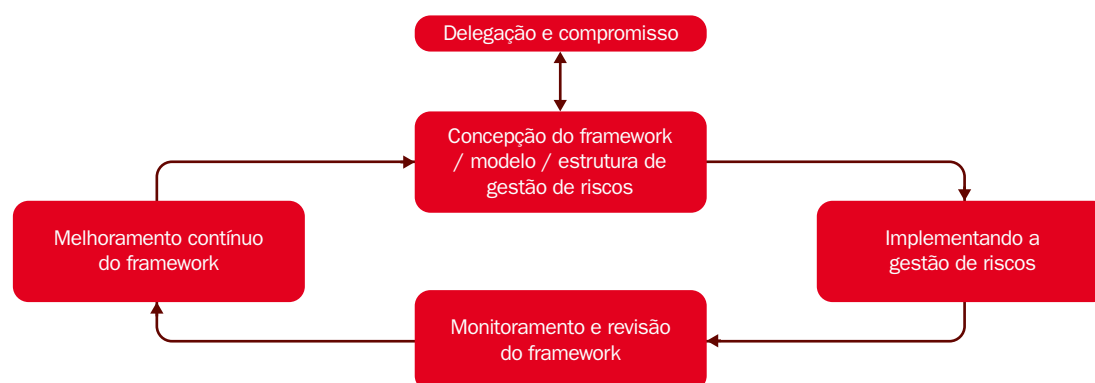 Delegação e compromisso
Concepção do framework
/ modelo / estrutura de
gestão de riscos
Melhoramento contínuo
do framework
Implementando a
gestão de riscos
Monitoramento e revisão
do framework